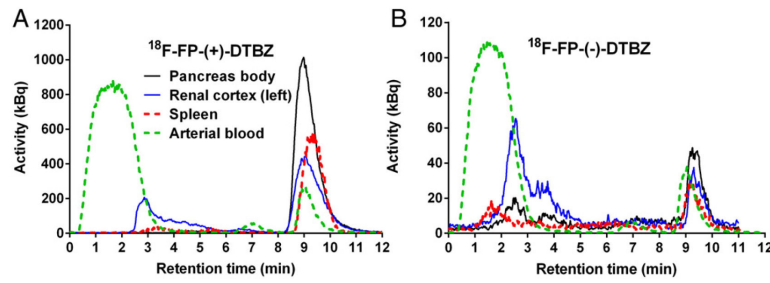 A
¹⁸F-FP-(+)-DTBZ
Activity (kBq)
1200
1000
800
600
400
200
0
Pancreas body
Renal cortex (left)
Spleen
Arterial blood
0 1 2 3 4 5 6 7 8 9 10 11 12
Retention time (min)
B
¹⁸F-FP-(-)-DTBZ
Activity (kBq)
120
100
80
60
40
20
0
0 1 2 3 4 5 6 7 8 9 10 11 12
Retention time (min)